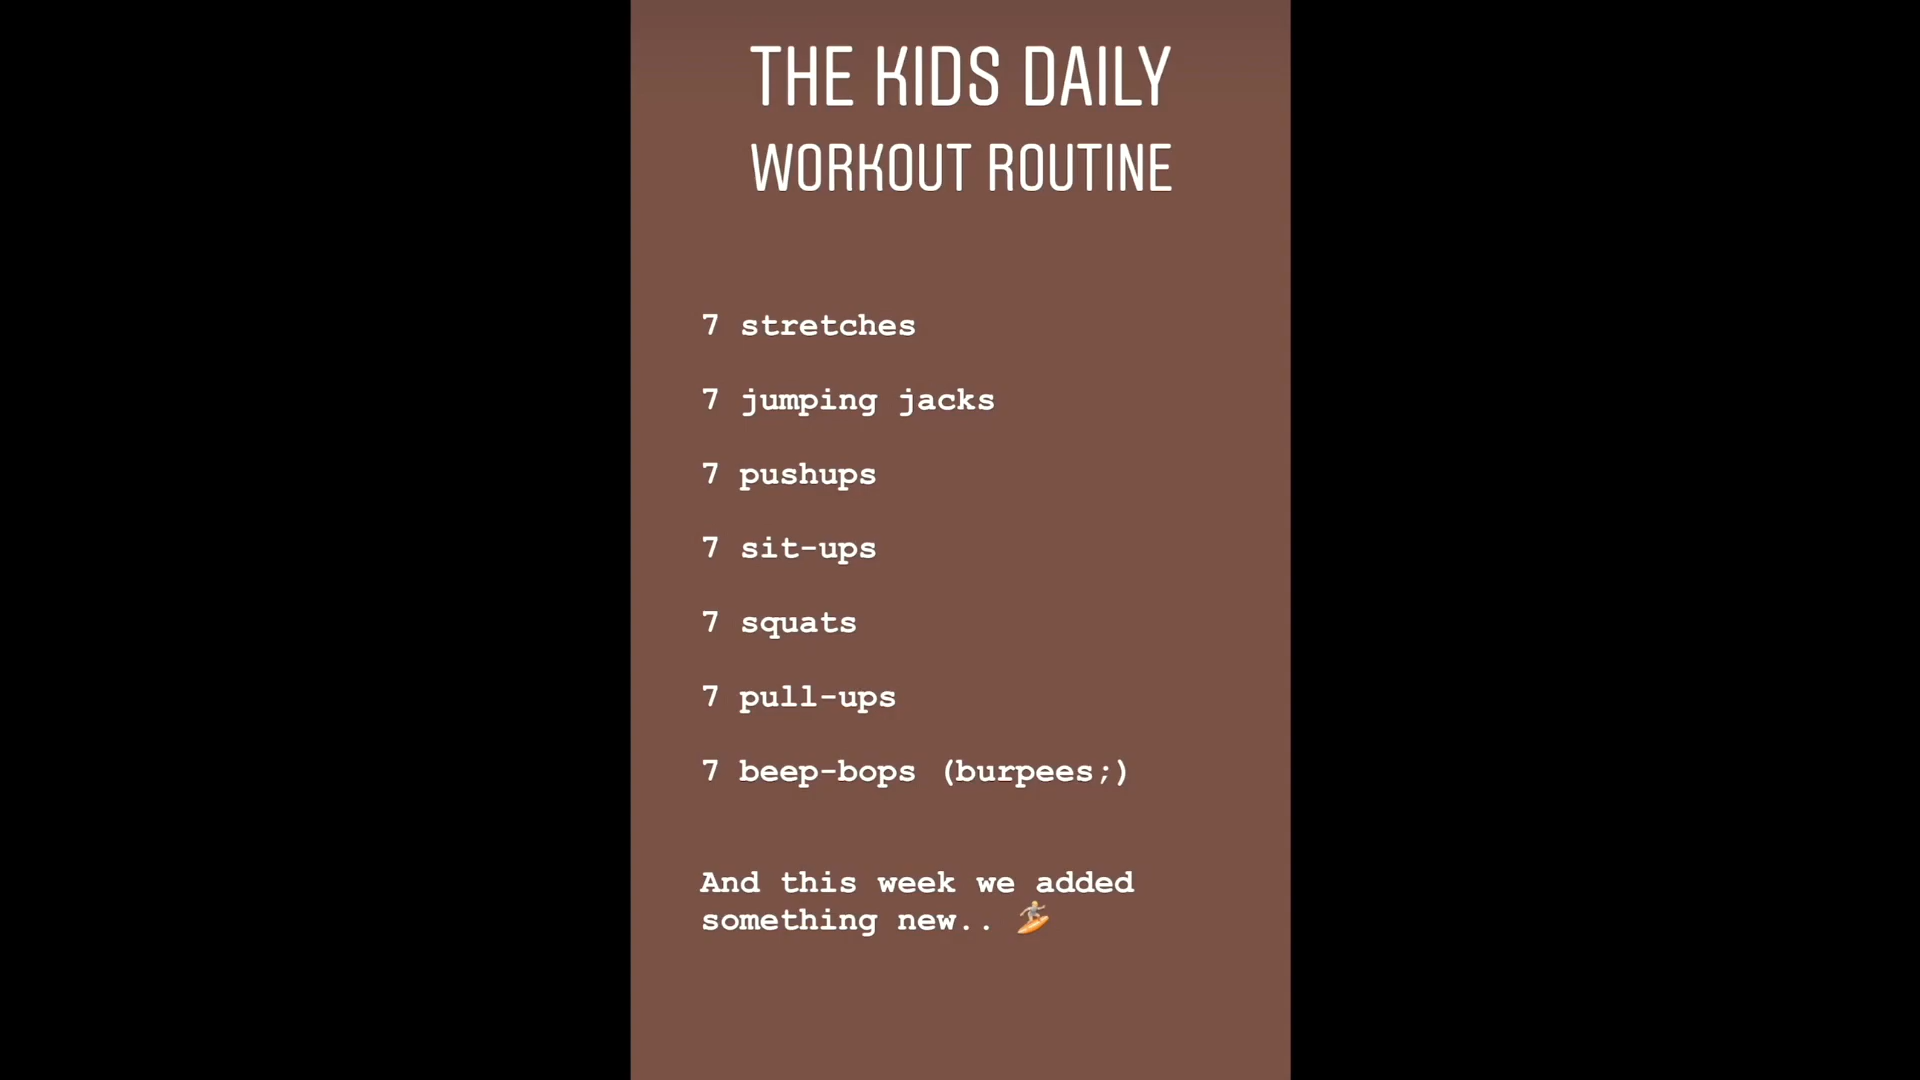 THE KIDS DAILY
WORKOUT ROUTINE
7 stretches
7 jumping jacks
7 pushups
7 sit-ups
7 squats
7 pull-ups
7 beep-bops (burpees;)
And this week we added
something new.. 🏄